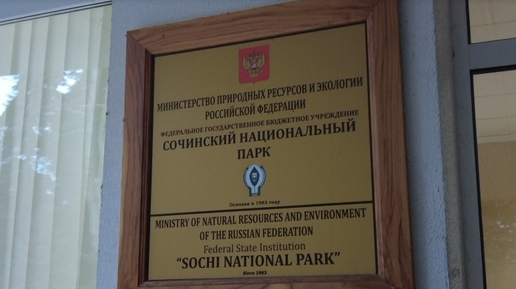 МИНИСТЕРСТВО ПРИРОДНЫХ РЕСУРСОВ И ЭКОЛОГИИ
РОССИЙСКОЙ ФЕДЕРАЦИИ
ФЕДЕРАЛЬНОЕ ГОСУДАРСТВЕННОЕ БЮДЖЕТНОЕ УЧРЕЖДЕНИЕ
СОЧИНСКИЙ НАЦИОНАЛЬНЫЙ
ПАРК
Основан в 1983 году
MINISTRY OF NATURAL RESOURCES AND ENVIRONMENT
OF THE RUSSIAN FEDERATION
Federal State Institution
"SOCHI NATIONAL PARK"
Since 1983